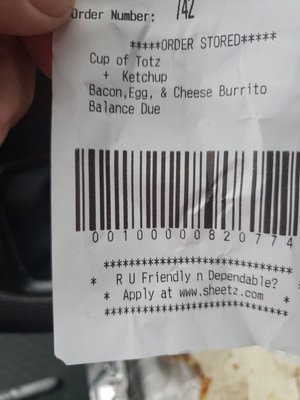 Order Number: 142
*****ORDER STORED*****
Cup of Totz
+ Ketchup
Bacon,Egg, & Cheese Burrito
Balance Due
00100000820774
**************************
* R U Friendly n Dependable? *
* Apply at www.sheetz.com *
**************************